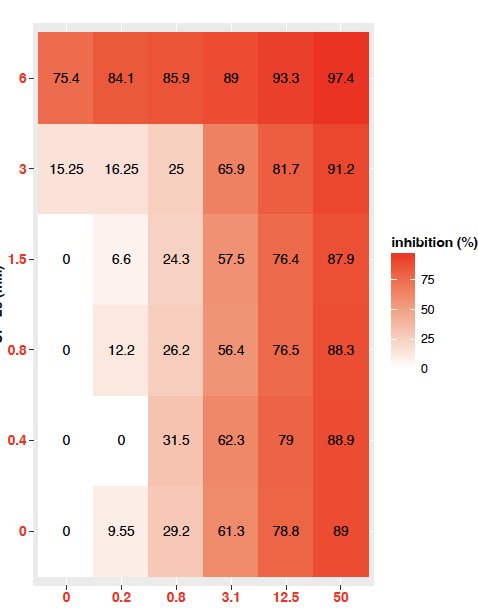 6 75.4 84.1 85.9 89 93.3 97.4
3 15.25 16.25 25 65.9 81.7 91.2
inhibition (%)
1.5 0 6.6 24.3 57.5 76.4 87.9
75
50
25
0
0.8 0 12.2 26.2 56.4 76.5 88.3
0.4 0 0 31.5 62.3 79 88.9
0 0 9.55 29.2 61.3 78.8 89
0 0.2 0.8 3.1 12.5 50